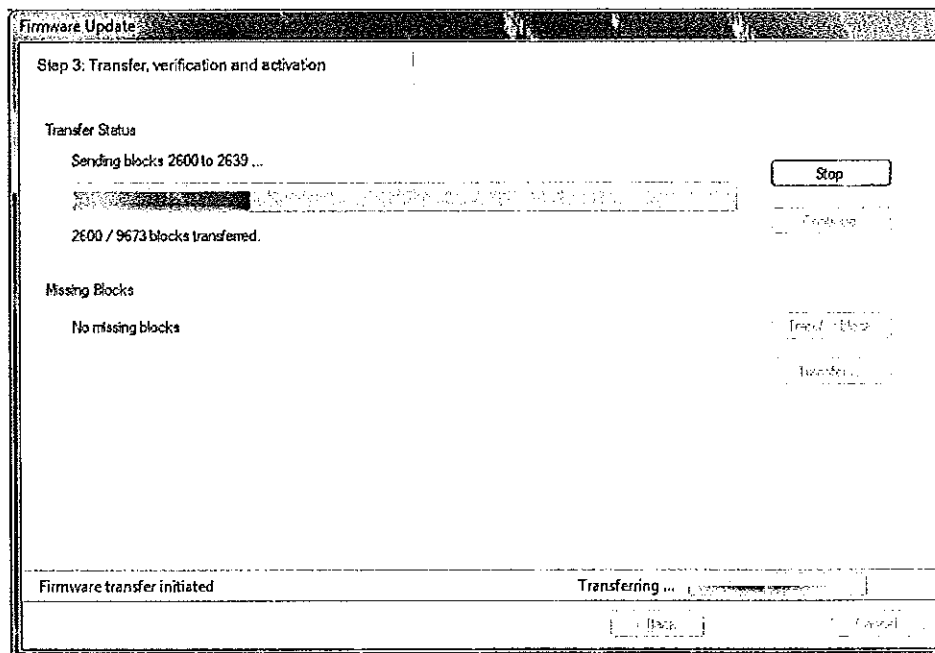 Firmware Update
Step 3: Transfer, verification and activation
Transfer Status
Sending blocks 2600 to 2639 ...
Stop
2600 / 9673 blocks transferred.
Missing Blocks
No missing blocks
Firmware transfer initiated
Transferring ...
< Back
Cancel